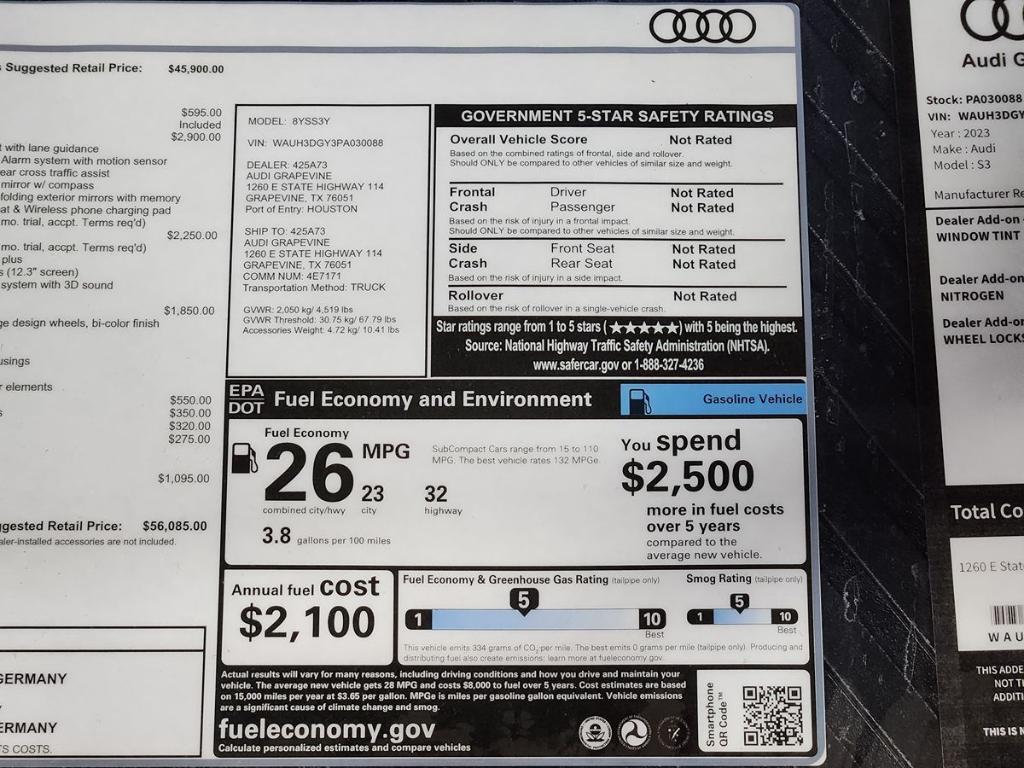 Suggested Retail Price: $45,900.00
$595.00
Included
$2,900.00
with lane guidance
Alarm system with motion sensor
ear cross traffic assist
mirror w/ compass
folding exterior mirrors with memory
at & Wireless phone charging pad
mo. trial, accpt. Terms req'd)
$2,250.00
mo. trial, accpt. Terms req'd)
plus
(12.3" screen)
system with 3D sound
$1,850.00
ge design wheels, bi-color finish
usings
elements
$550.00
$350.00
$320.00
$275.00
$1,095.00
ggested Retail Price: $56,085.00
aler-installed accessories are not included.
GERMANY
ERMANY
TS COSTS.
MODEL: 8YSS3Y
VIN: WAUH3DGY3PA030088
DEALER: 425A73
AUDI GRAPEVINE
1260 E STATE HIGHWAY 114
GRAPEVINE, TX 76051
Port of Entry: HOUSTON
SHIP TO: 425A73
AUDI GRAPEVINE
1260 E STATE HIGHWAY 114
GRAPEVINE, TX 76051
COMM NUM: 4E7171
Transportation Method: TRUCK
GVWR: 2,050 kg/ 4,519 lbs
GVWR Threshold: 30.75 kg/ 67.79 lbs
Accessories Weight: 4.72 kg/ 10.41 lbs
GOVERNMENT 5-STAR SAFETY RATINGS
Overall Vehicle Score Not Rated
Based on the combined ratings of frontal, side and rollover.
Should ONLY be compared to other vehicles of similar size and weight.
Frontal Driver Not Rated
Crash Passenger Not Rated
Based on the risk of injury in a frontal impact.
Should ONLY be compared to other vehicles of similar size and weight.
Side Front Seat Not Rated
Crash Rear Seat Not Rated
Based on the risk of injury in a side impact.
Rollover Not Rated
Based on the risk of rollover in a single-vehicle crash.
Star ratings range from 1 to 5 stars (★★★★★) with 5 being the highest.
Source: National Highway Traffic Safety Administration (NHTSA).
www.safercar.gov or 1-888-327-4236
EPA
DOT Fuel Economy and Environment Gasoline Vehicle
Fuel Economy
26 MPG
23 32
combined city/hwy city highway
3.8 gallons per 100 miles
SubCompact Cars range from 15 to 110
MPG. The best vehicle rates 132 MPGe.
You spend
$2,500
more in fuel costs
over 5 years
compared to the
average new vehicle.
Annual fuel cost
$2,100
Fuel Economy & Greenhouse Gas Rating (tailpipe only)
5
1 10
Best
Smog Rating (tailpipe only)
5
1 10
Best
This vehicle emits 334 grams of CO2 per mile. The best emits 0 grams per mile (tailpipe only). Producing and
distributing fuel also create emissions: learn more at fueleconomy.gov.
Actual results will vary for many reasons, including driving conditions and how you drive and maintain your
vehicle. The average new vehicle gets 28 MPG and costs $8,000 to fuel over 5 years. Cost estimates are based
on 15,000 miles per year at $3.65 per gallon. MPGe is miles per gasoline gallon equivalent. Vehicle emissions
are a significant cause of climate change and smog.
fueleconomy.gov
Calculate personalized estimates and compare vehicles
Smartphone
QR Code™
Audi G
Stock: PA030088
VIN: WAUH3DGY
Year : 2023
Make : Audi
Model : S3
Manufacturer Re
Dealer Add-on
WINDOW TINT
Dealer Add-on
NITROGEN
Dealer Add-on
WHEEL LOCKS
Total Co
1260 E State
WAU
THIS ADDE
NOT T
ADDITI
THIS IS N